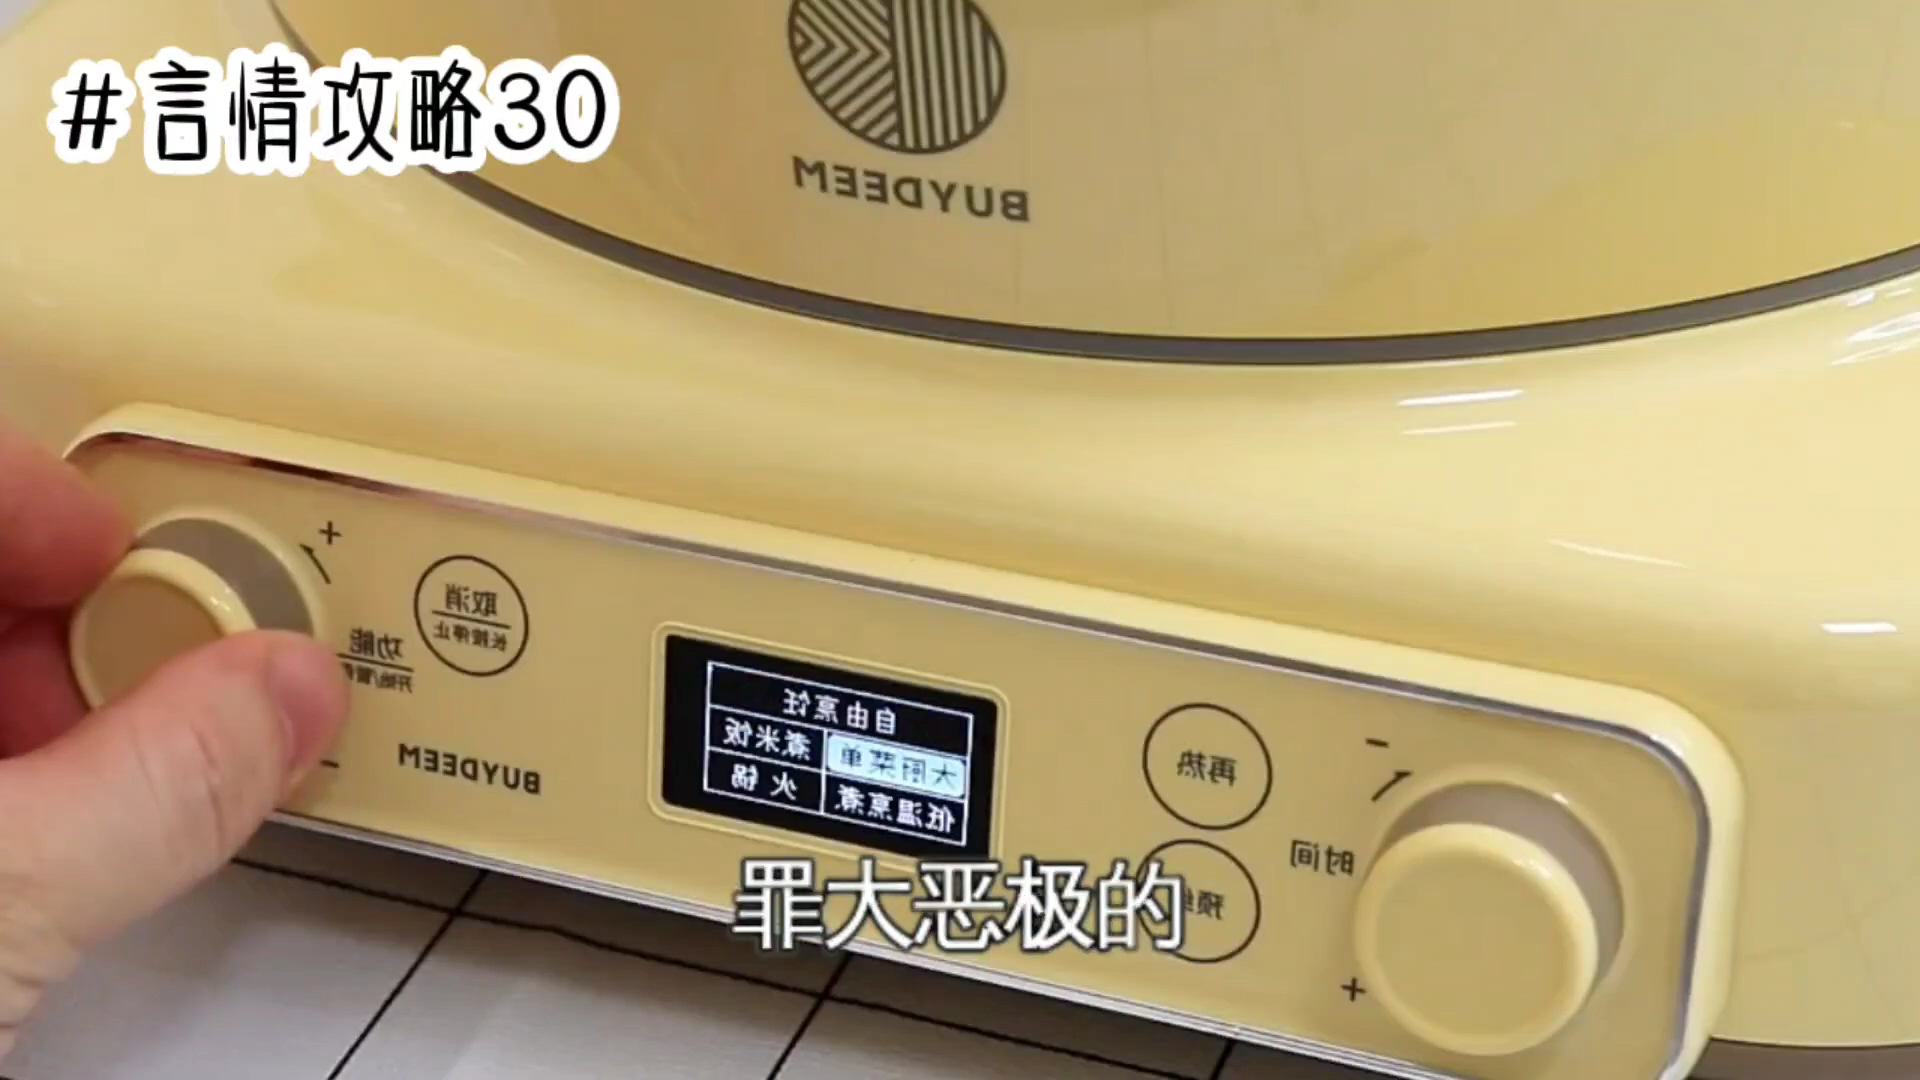 #言情攻略30
BUYDEEM
取消
长按停止
功能
BUYDEEM
自由烹饪
大厨菜单
煮米饭
低温烹煮
火锅
再热
时间
罪大恶极的